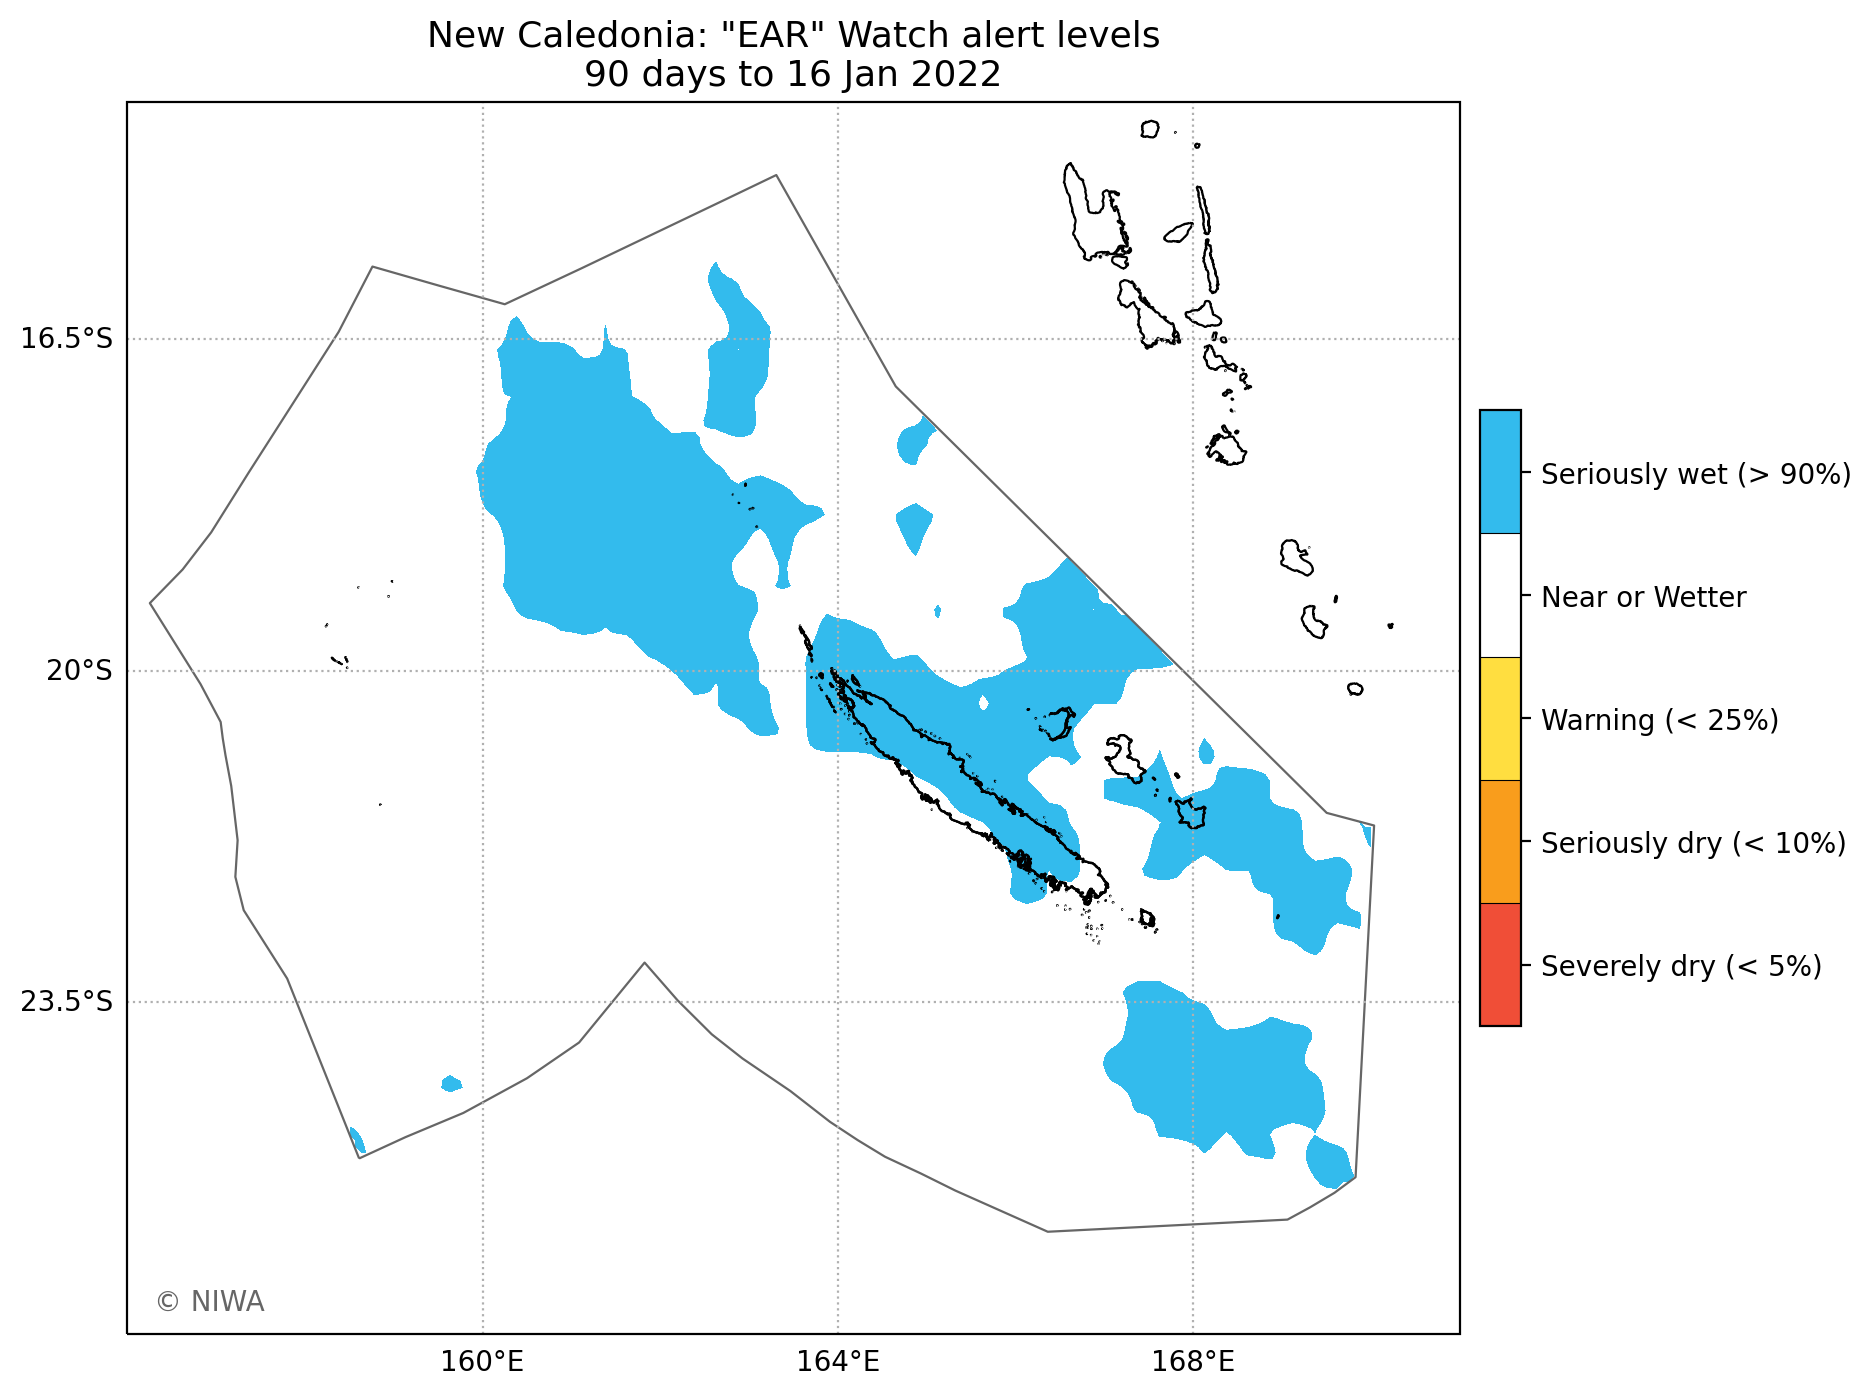 New Caledonia: "EAR" Watch alert levels
90 days to 16 Jan 2022
16.5°S
20°S
23.5°S
160°E
164°E
168°E
Seriously wet (> 90%)
Near or Wetter
Warning (< 25%)
Seriously dry (< 10%)
Severely dry (< 5%)
© NIWA